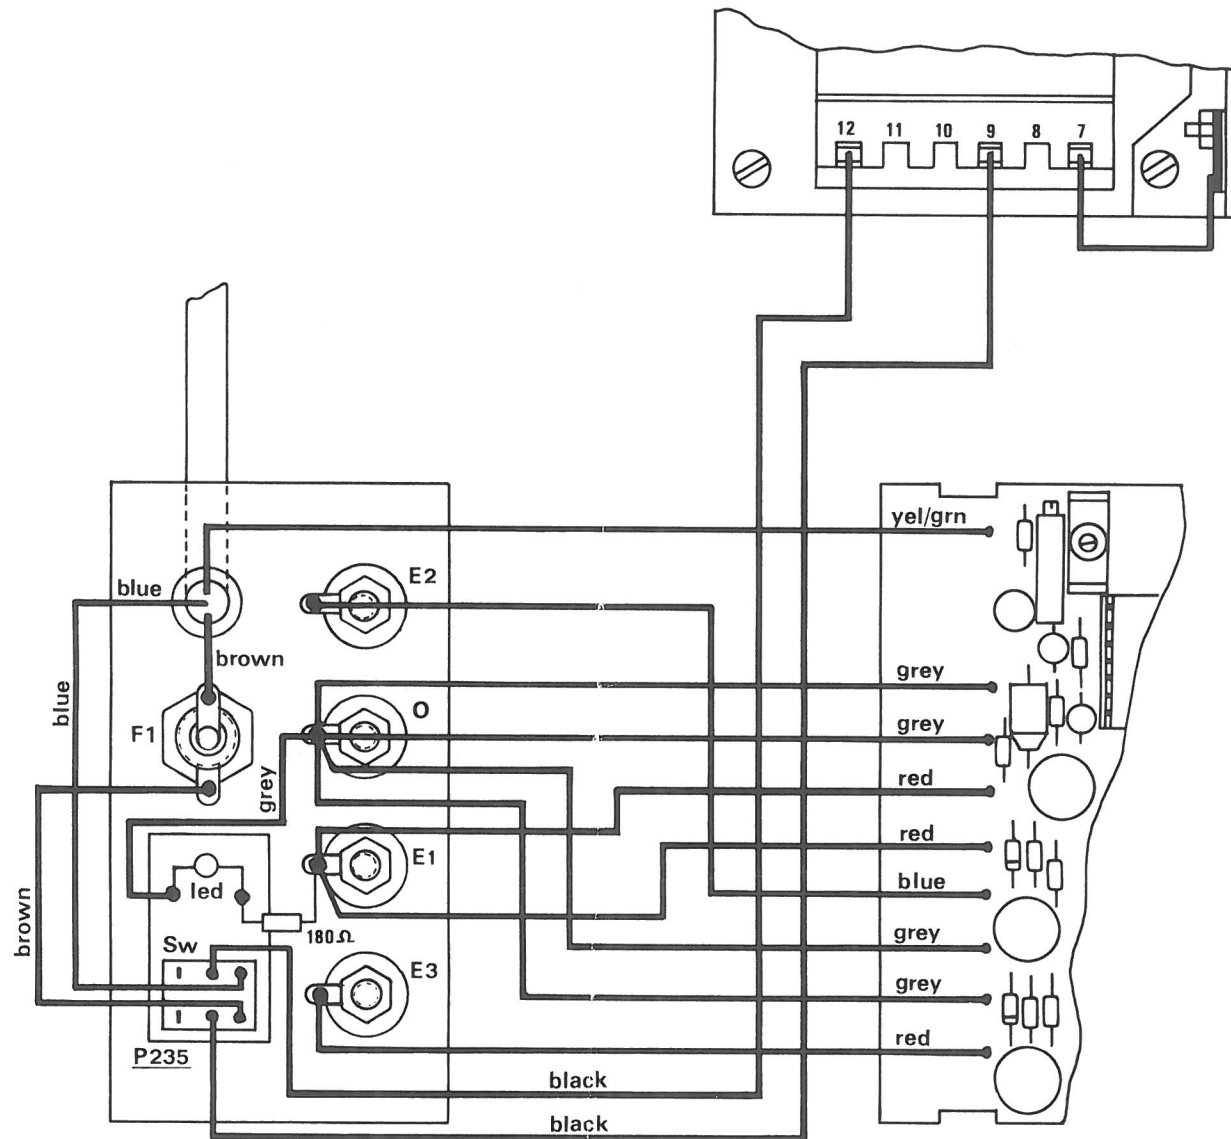 12 11 10 9 8 7
yel/grn
blue
E2
brown
blue
grey
F1
O
grey
grey
red
E1
red
led
blue
brown
180Ω
Sw
grey
E3
grey
red
P235
black
black